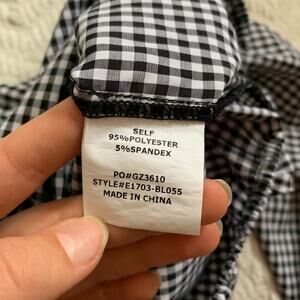 SELF
95%POLYESTER
5%SPANDEX
PO#GZ3610
STYLE#E1703-BL055
MADE IN CHINA